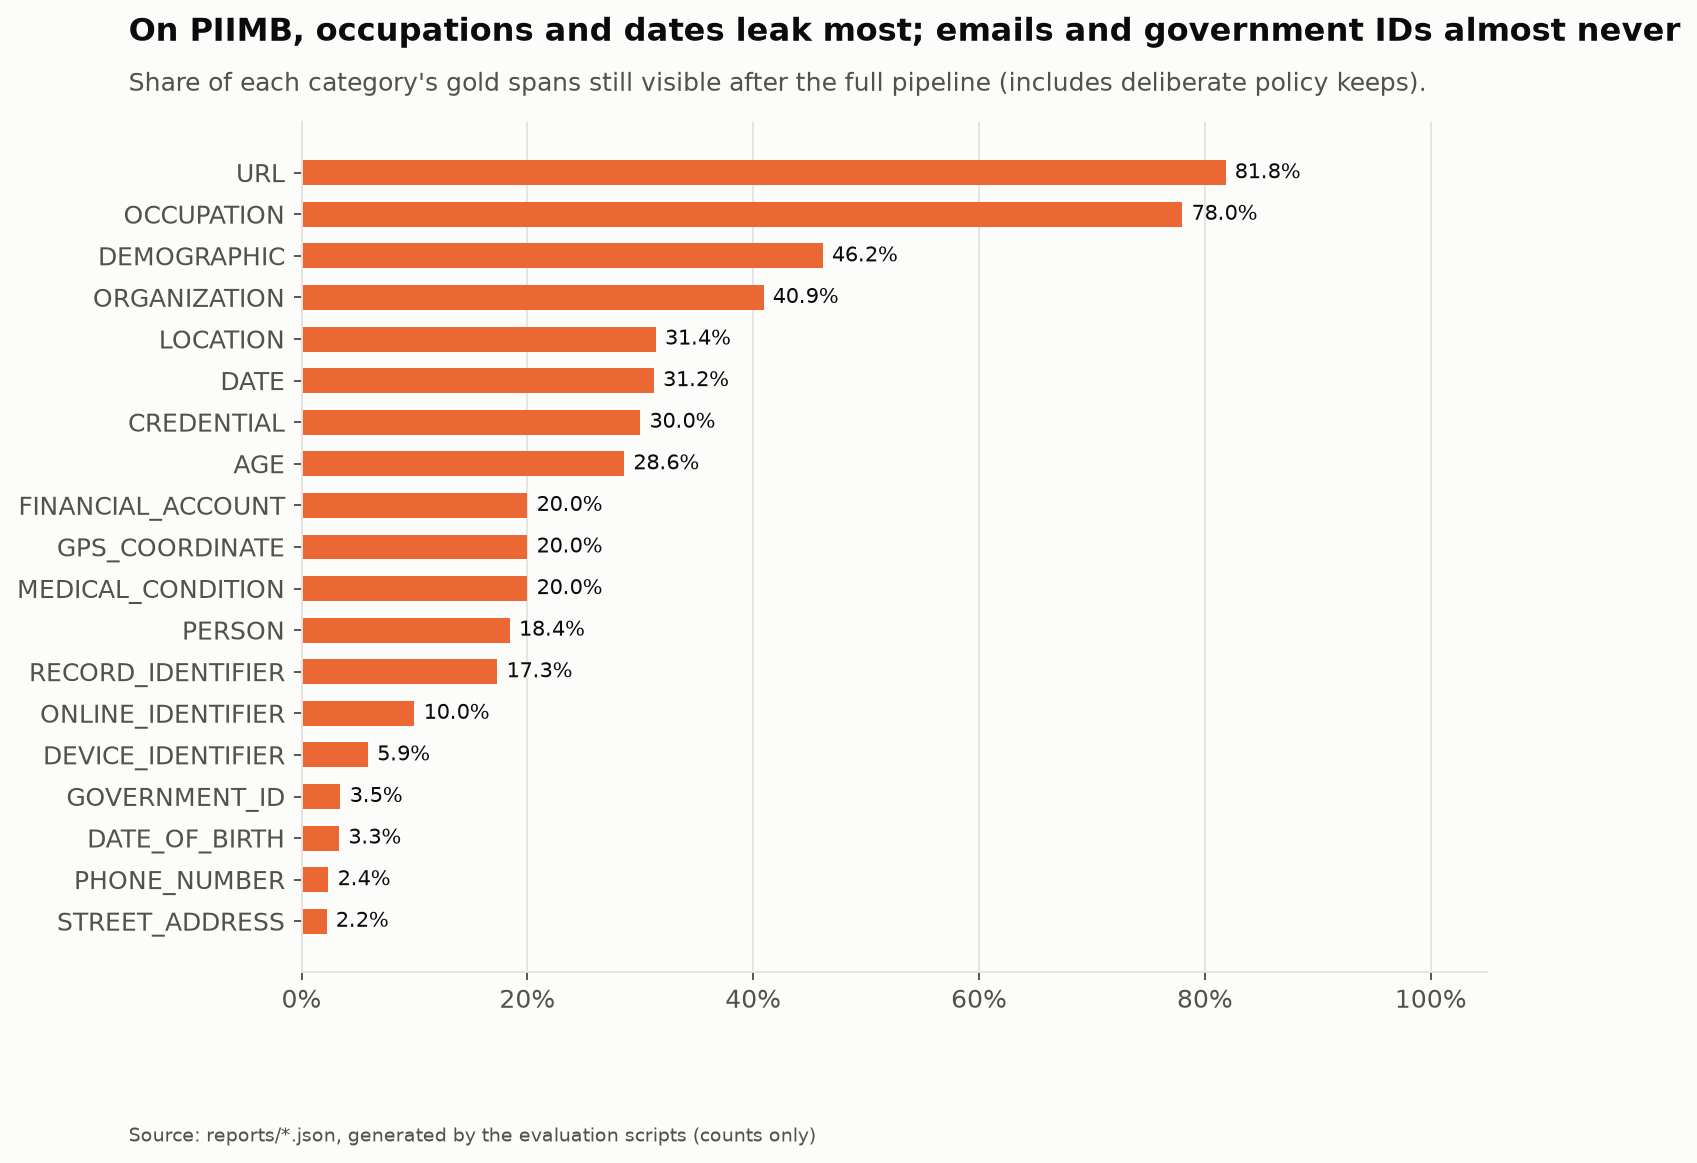 On PIIMB, occupations and dates leak most; emails and government IDs almost never
Share of each category's gold spans still visible after the full pipeline (includes deliberate policy keeps).
URL 81.8%
OCCUPATION 78.0%
DEMOGRAPHIC 46.2%
ORGANIZATION 40.9%
LOCATION 31.4%
DATE 31.2%
CREDENTIAL 30.0%
AGE 28.6%
FINANCIAL_ACCOUNT 20.0%
GPS_COORDINATE 20.0%
MEDICAL_CONDITION 20.0%
PERSON 18.4%
RECORD_IDENTIFIER 17.3%
ONLINE_IDENTIFIER 10.0%
DEVICE_IDENTIFIER 5.9%
GOVERNMENT_ID 3.5%
DATE_OF_BIRTH 3.3%
PHONE_NUMBER 2.4%
STREET_ADDRESS 2.2%
0% 20% 40% 60% 80% 100%
Source: reports/*.json, generated by the evaluation scripts (counts only)